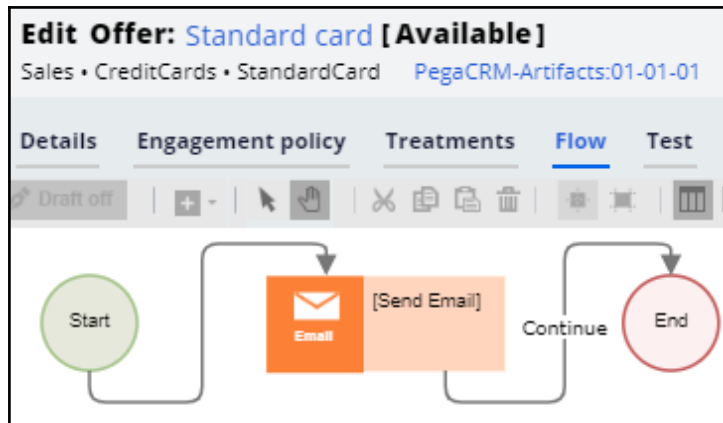 Edit Offer: Standard card [Available]
Sales • CreditCards • StandardCard PegaCRM-Artifacts:01-01-01
Details Engagement policy Treatments Flow Test
Draft off
Start
Email
[Send Email]
Continue
End